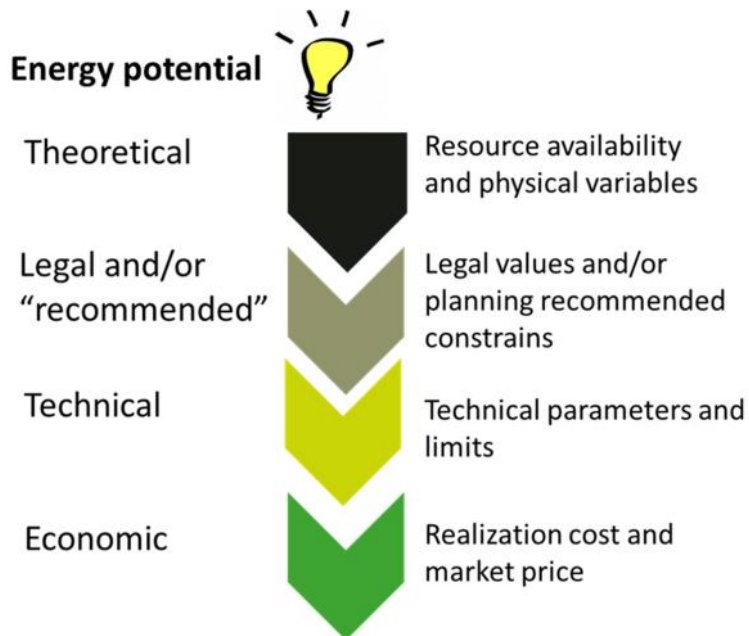 Energy potential
Theoretical
Resource availability
and physical variables
Legal and/or
“recommended”
Legal values and/or
planning recommended
constrains
Technical
Technical parameters and
limits
Economic
Realization cost and
market price